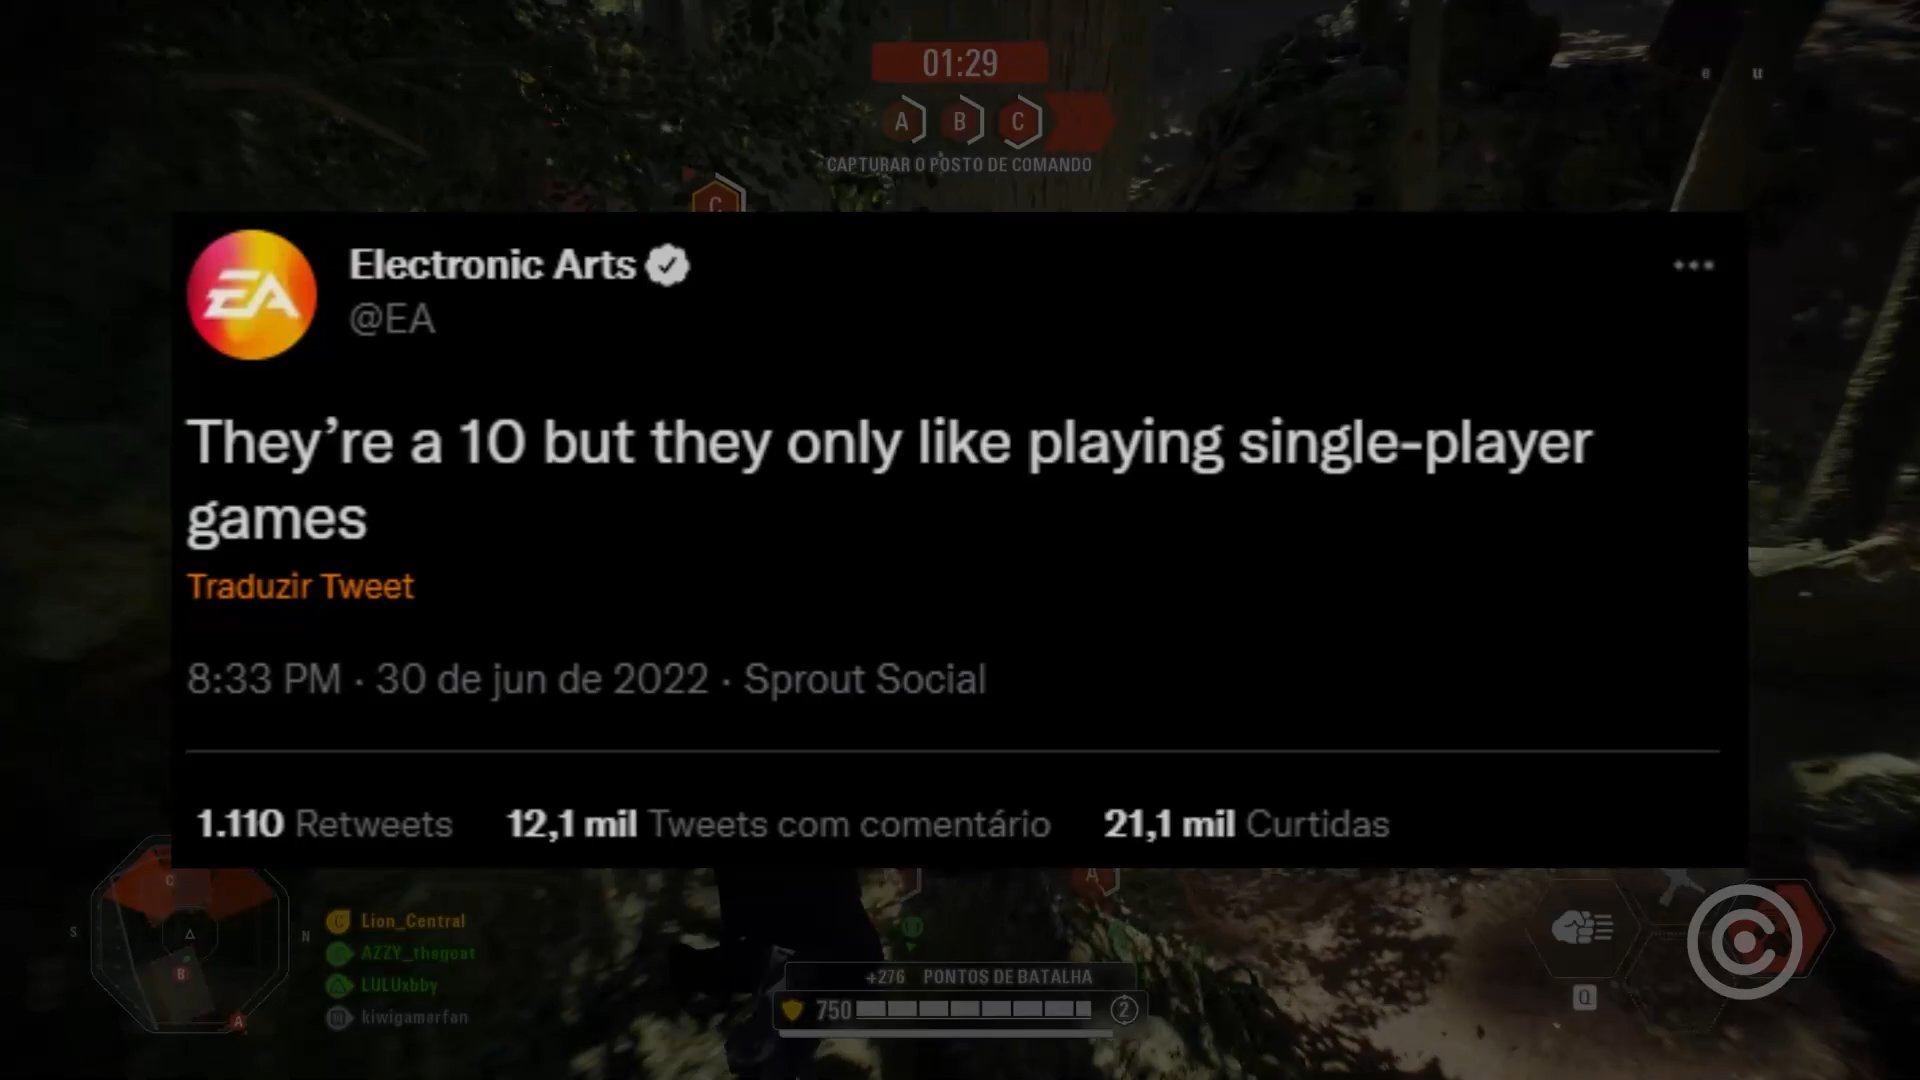 01:29
A B C
CAPTURAR O POSTO DE COMANDO
C
EA
Electronic Arts
@EA
They’re a 10 but they only like playing single-player
games
Traduzir Tweet
8:33 PM · 30 de jun de 2022 · Sprout Social
1.110 Retweets 12,1 mil Tweets com comentário 21,1 mil Curtidas
C
A
S
N
B
A
Lion_Central
AZZY_thegoat
LULUxbby
kiwigamerfan
+276 PONTOS DE BATALHA
750
2
Q